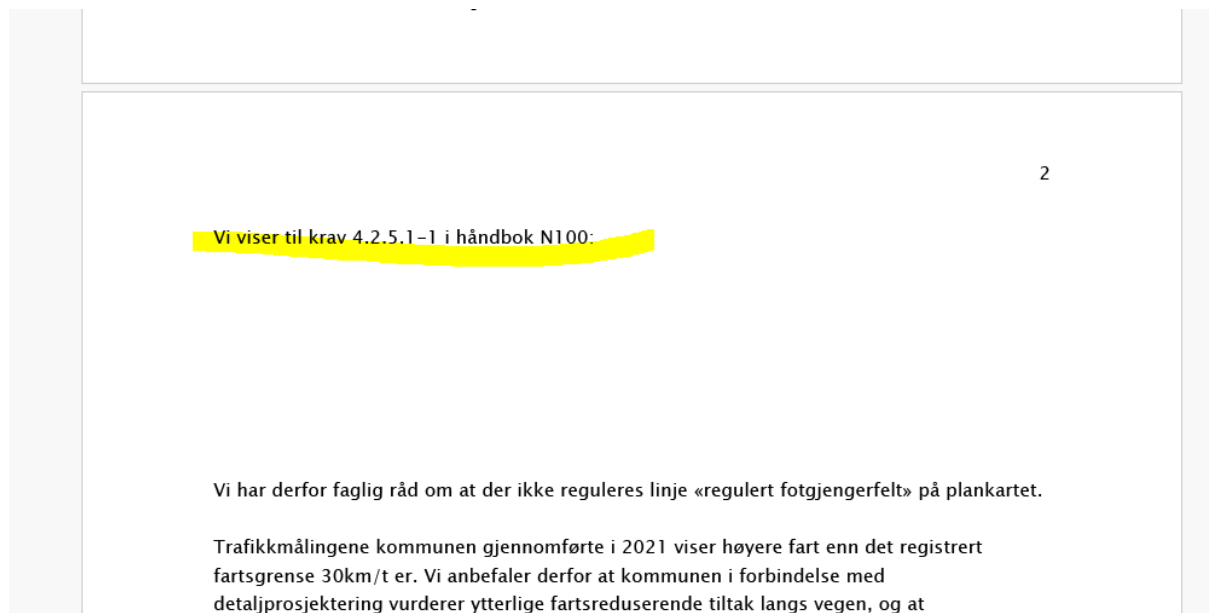 2
Vi viser til krav 4.2.5.1-1 i håndbok N100:
Vi har derfor faglig råd om at der ikke reguleres linje «regulert fotgjengerfelt» på plankartet.
Trafikkmålingene kommunen gjennomførte i 2021 viser høyere fart enn det registrert
fartsgrense 30km/t er. Vi anbefaler derfor at kommunen i forbindelse med
detaljprosjektering vurderer ytterlige fartsreduserende tiltak langs vegen, og at